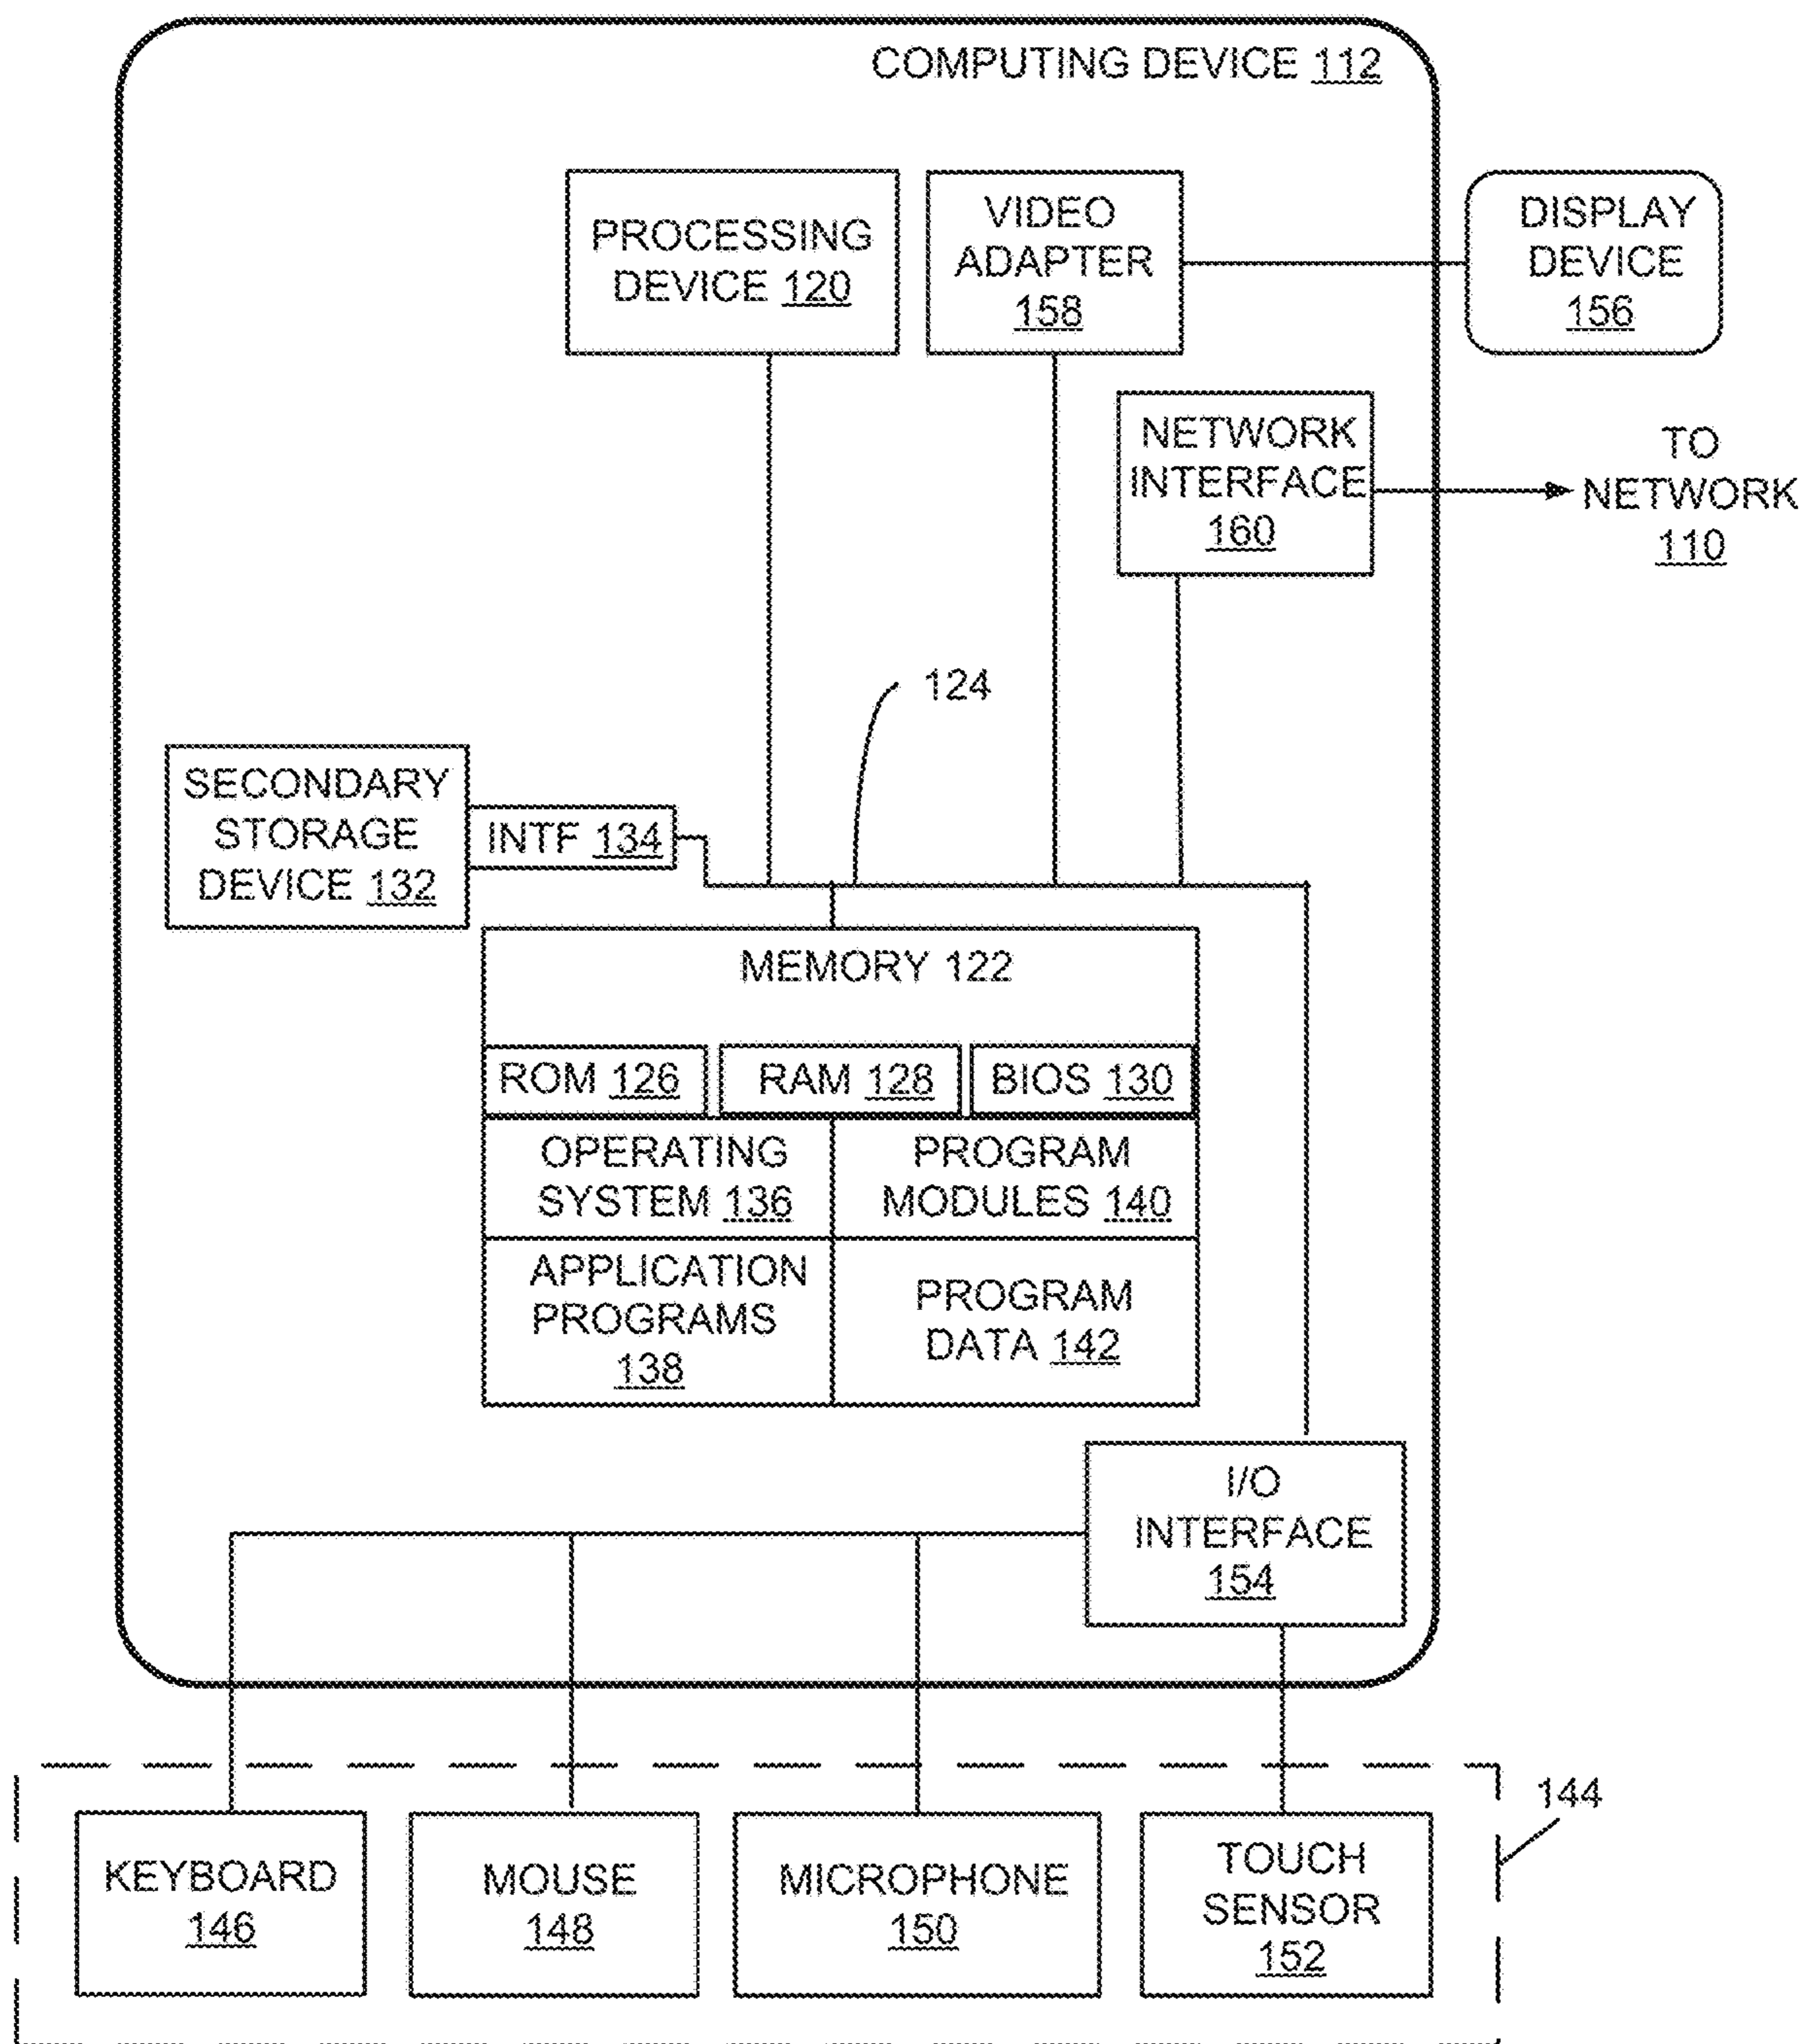 COMPUTING DEVICE 112
PROCESSING
DEVICE 120
VIDEO
ADAPTER
158
DISPLAY
DEVICE
156
NETWORK
INTERFACE
160
TO
NETWORK
110
124
SECONDARY
STORAGE
DEVICE 132
INTF 134
MEMORY 122
ROM 126
RAM 128
BIOS 130
OPERATING
SYSTEM 136
PROGRAM
MODULES 140
APPLICATION
PROGRAMS
138
PROGRAM
DATA 142
I/O
INTERFACE
154
144
KEYBOARD
146
MOUSE
148
MICROPHONE
150
TOUCH
SENSOR
152